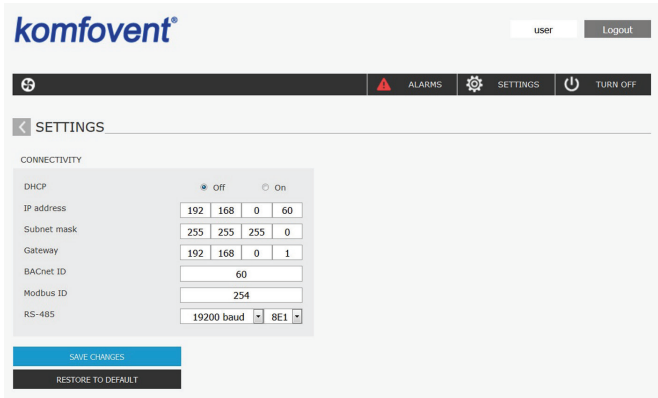 komfovent®
user Logout
ALARMS SETTINGS TURN OFF
SETTINGS
CONNECTIVITY
DHCP Off On
IP address 192 168 0 60
Subnet mask 255 255 255 0
Gateway 192 168 0 1
BACnet ID 60
Modbus ID 254
RS-485 19200 baud 8E1
SAVE CHANGES
RESTORE TO DEFAULT